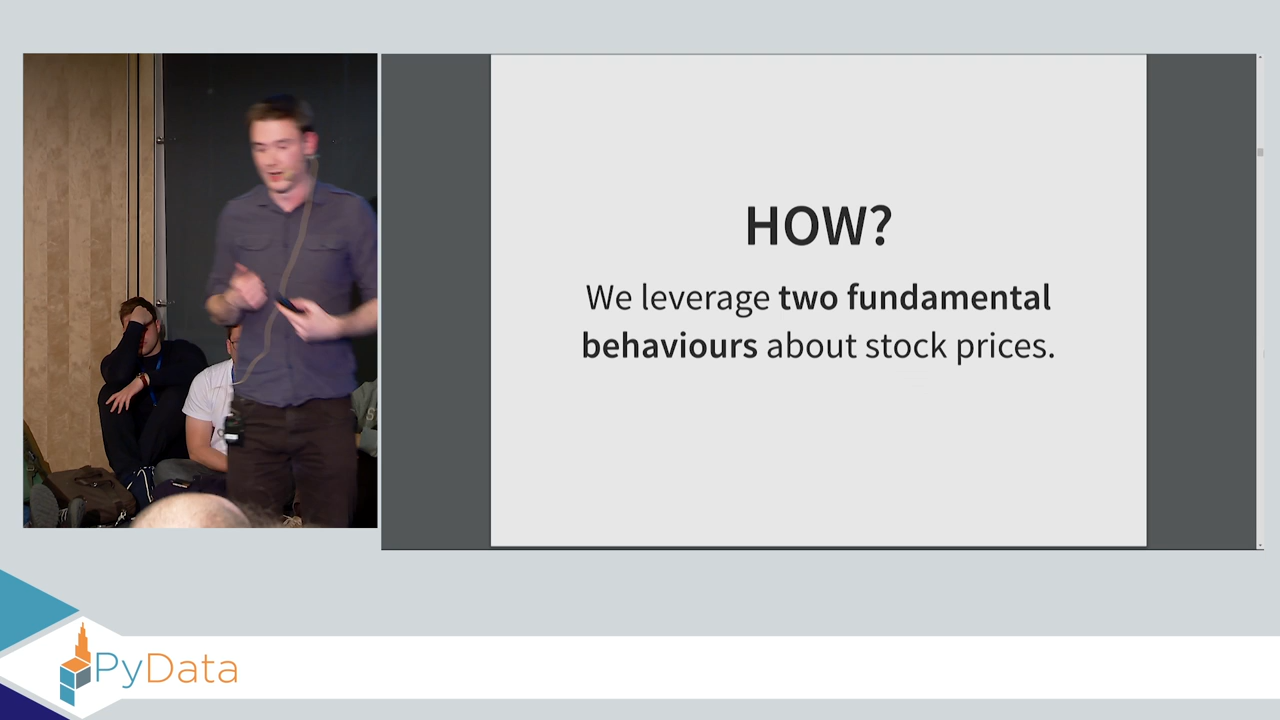 HOW?
We leverage two fundamental
behaviours about stock prices.
PyData